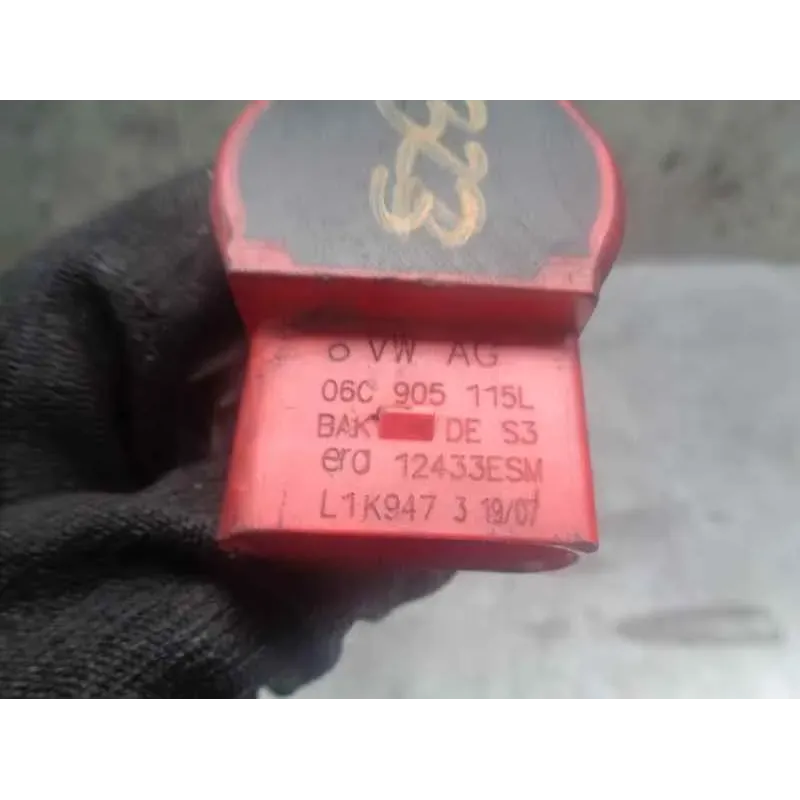 VW AG
06C 905 115L
BAK DE S3
era 12433ESM
L1K947 3 19/07